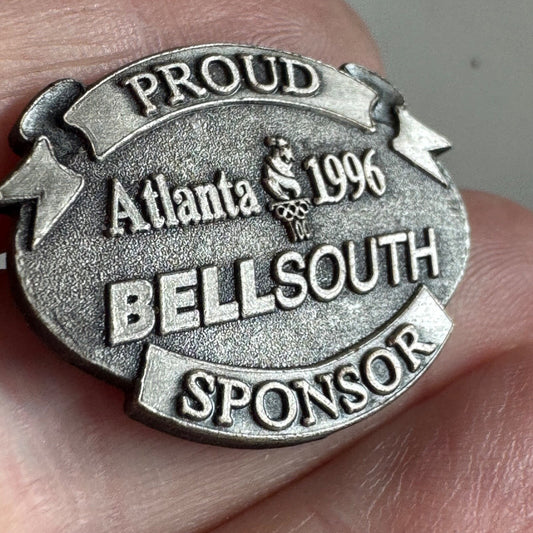 PROUD
Atlanta 1996
BELLSOUTH
SPONSOR